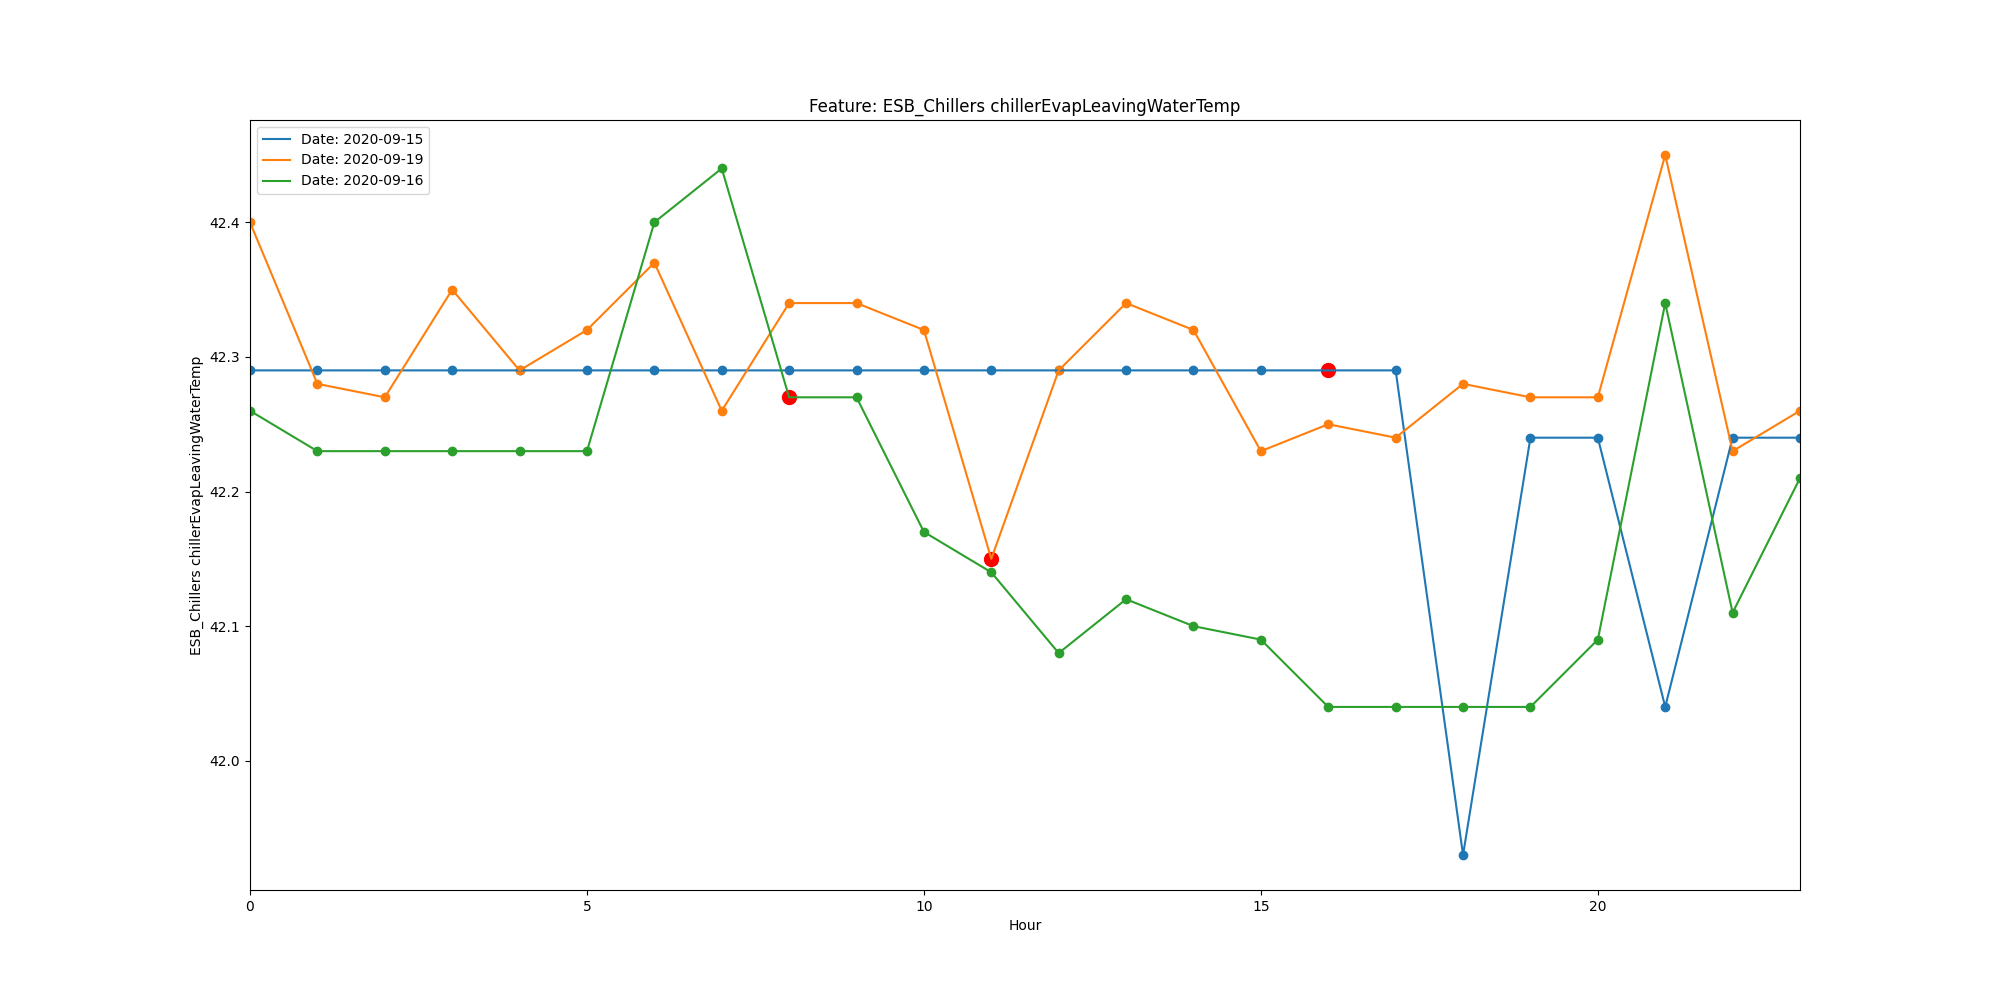 Feature: ESB_Chillers chillerEvapLeavingWaterTemp
Date: 2020-09-15
Date: 2020-09-19
Date: 2020-09-16
ESB_Chillers chillerEvapLeavingWaterTemp
42.4
42.3
42.2
42.1
42.0
0 5 10 15 20
Hour